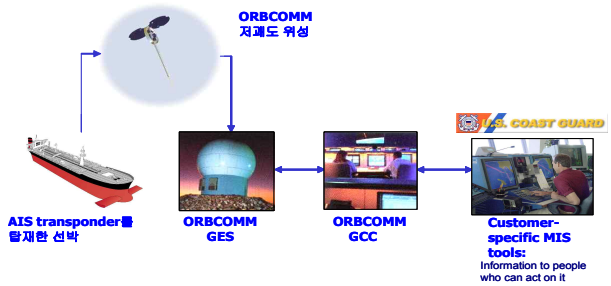 ORBCOMM
저궤도 위성
U.S. COAST GUARD
AIS transponder를
탑재한 선박
ORBCOMM
GES
ORBCOMM
GCC
Customer-
specific MIS
tools:
Information to people
who can act on it